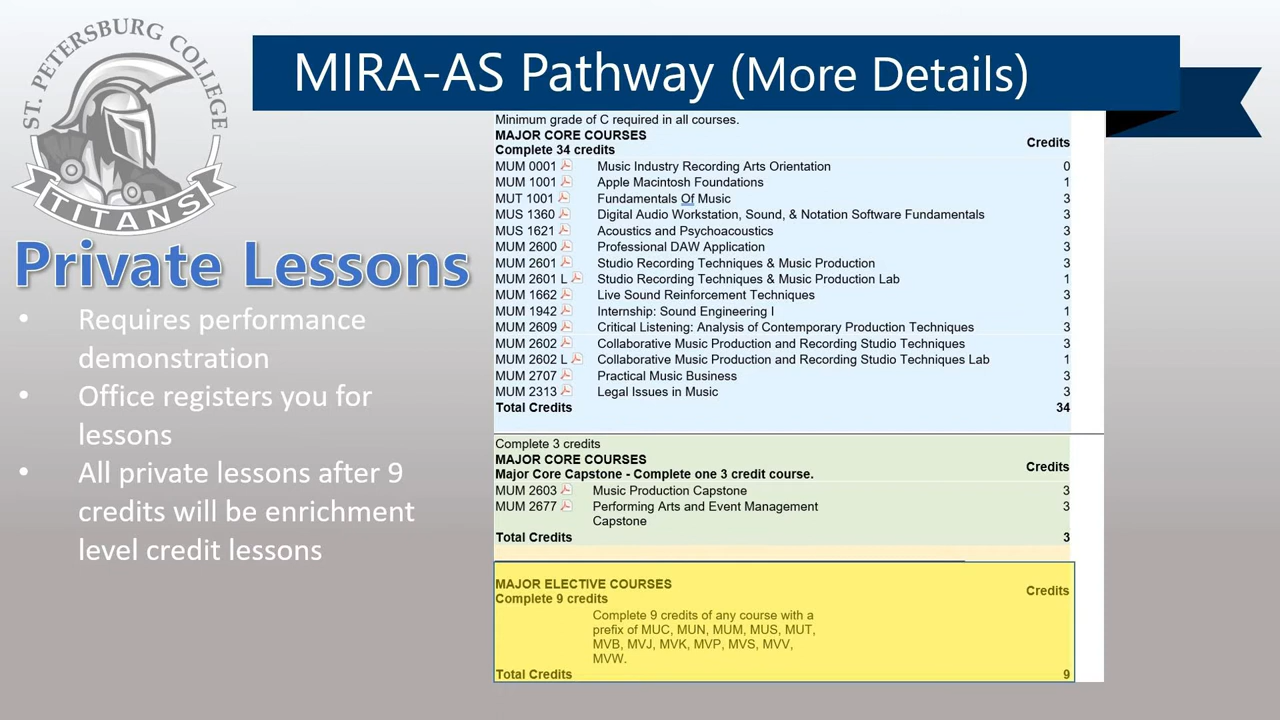 ST. PETERSBURG COLLEGE
TITANS
MIRA-AS Pathway (More Details)
Private Lessons
• Requires performance
demonstration
• Office registers you for
lessons
• All private lessons after 9
credits will be enrichment
level credit lessons
Minimum grade of C required in all courses.
MAJOR CORE COURSES
Complete 34 credits Credits
MUM 0001 Music Industry Recording Arts Orientation 0
MUM 1001 Apple Macintosh Foundations 1
MUT 1001 Fundamentals Of Music 3
MUS 1360 Digital Audio Workstation, Sound, & Notation Software Fundamentals 3
MUS 1621 Acoustics and Psychoacoustics 3
MUM 2600 Professional DAW Application 3
MUM 2601 Studio Recording Techniques & Music Production 3
MUM 2601 L Studio Recording Techniques & Music Production Lab 1
MUM 1662 Live Sound Reinforcement Techniques 3
MUM 1942 Internship: Sound Engineering I 1
MUM 2609 Critical Listening: Analysis of Contemporary Production Techniques 3
MUM 2602 Collaborative Music Production and Recording Studio Techniques 3
MUM 2602 L Collaborative Music Production and Recording Studio Techniques Lab 1
MUM 2707 Practical Music Business 3
MUM 2313 Legal Issues in Music 3
Total Credits 34
Complete 3 credits
MAJOR CORE COURSES Credits
Major Core Capstone - Complete one 3 credit course.
MUM 2603 Music Production Capstone 3
MUM 2677 Performing Arts and Event Management 3
Capstone
Total Credits 3
MAJOR ELECTIVE COURSES Credits
Complete 9 credits
Complete 9 credits of any course with a
prefix of MUC, MUN, MUM, MUS, MUT,
MVB, MVJ, MVK, MVP, MVS, MVV,
MVW.
Total Credits 9